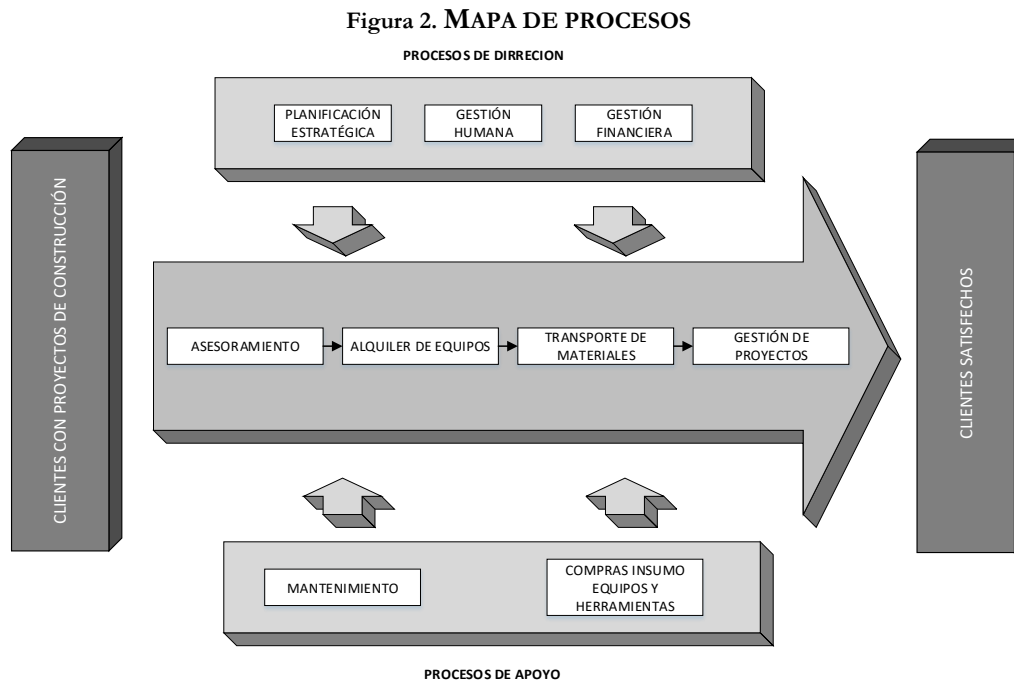 Figura 2. MAPA DE PROCESOS
PROCESOS DE DIRRECION
PLANIFICACIÓN
ESTRATÉGICA
GESTIÓN
HUMANA
GESTIÓN
FINANCIERA
CLIENTES CON PROYECTOS DE CONSTRUCCIÓN
ASESORAMIENTO
ALQUILER DE EQUIPOS
TRANSPORTE DE
MATERIALES
GESTIÓN DE
PROYECTOS
CLIENTES SATISFECHOS
MANTENIMIENTO
COMPRAS INSUMO
EQUIPOS Y
HERRAMIENTAS
PROCESOS DE APOYO